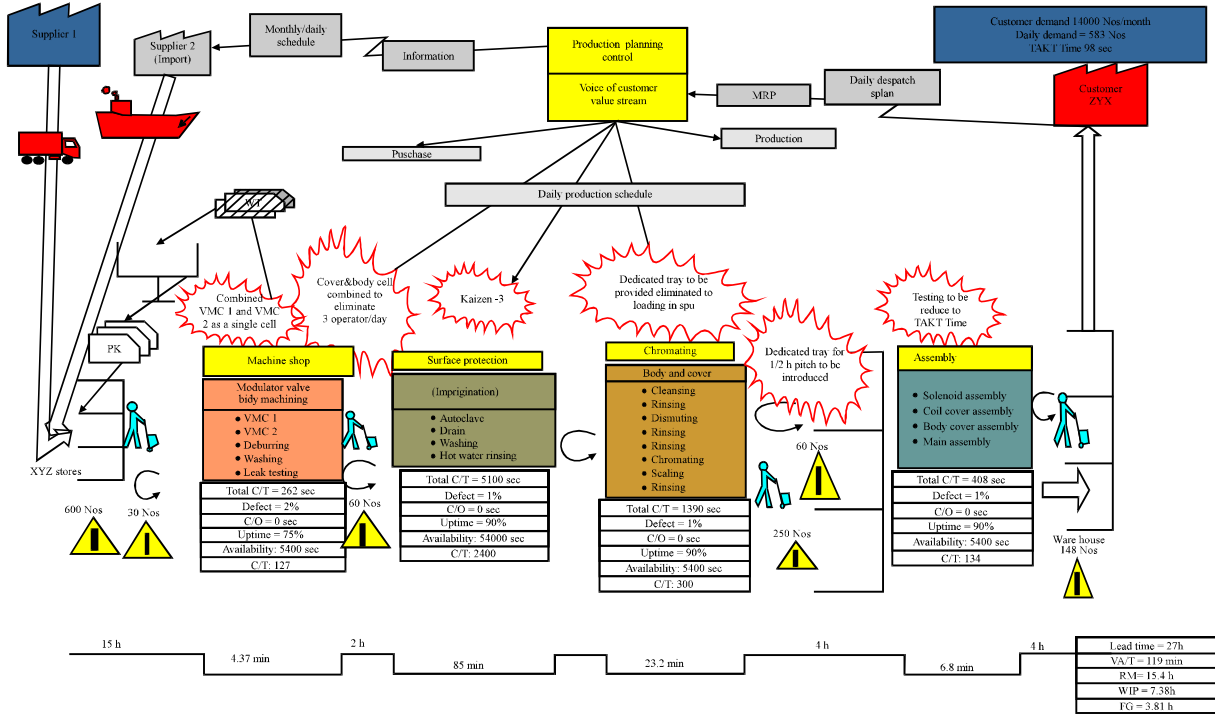 Supplier 1
Supplier 2
(Import)
Monthly/daily
schedule
Information
Production planning
control
Voice of customer
value stream
MRP
Daily despatch
splan
Customer demand 14000 Nos/month
Daily demand = 583 Nos
TAKT Time 98 sec
Customer
ZYX
Puschase
Production
Daily production schedule
WT
PK
Combined
VMC 1 and VMC
2 as a single cell
Cover&body cell
combined to
eliminate
3 operator/day
Kaizen -3
Dedicated tray to be
provided eliminated to
loading in spu
Dedicated tray for
1/2 h pitch to be
introduced
Testing to be
reduce to
TAKT Time
XYZ stores
600 Nos
30 Nos
Machine shop
Modulator valve
bidy machining
• VMC 1
• VMC 2
• Deburring
• Washing
• Leak testing
Total C/T = 262 sec
Defect = 2%
C/O = 0 sec
Uptime = 75%
Availability: 5400 sec
C/T: 127
60 Nos
Surface protection
(Imprigination)
• Autoclave
• Drain
• Washing
• Hot water rinsing
Total C/T = 5100 sec
Defect = 1%
C/O = 0 sec
Uptime = 90%
Availability: 54000 sec
C/T: 2400
Chromating
Body and cover
• Cleansing
• Rinsing
• Dismuting
• Rinsing
• Rinsing
• Chromating
• Scaling
• Rinsing
Total C/T = 1390 sec
Defect = 1%
C/O = 0 sec
Uptime = 90%
Availability: 5400 sec
C/T: 300
60 Nos
250 Nos
Assembly
• Solenoid assembly
• Coil cover assembly
• Body cover assembly
• Main assembly
Total C/T = 408 sec
Defect = 1%
C/O = 0 sec
Uptime = 90%
Availability: 5400 sec
C/T: 134
Ware house
148 Nos
15 h
4.37 min
2 h
85 min
23.2 min
4 h
6.8 min
4 h
Lead time = 27h
VA/T = 119 min
RM= 15.4 h
WIP = 7.38h
FG = 3.81 h